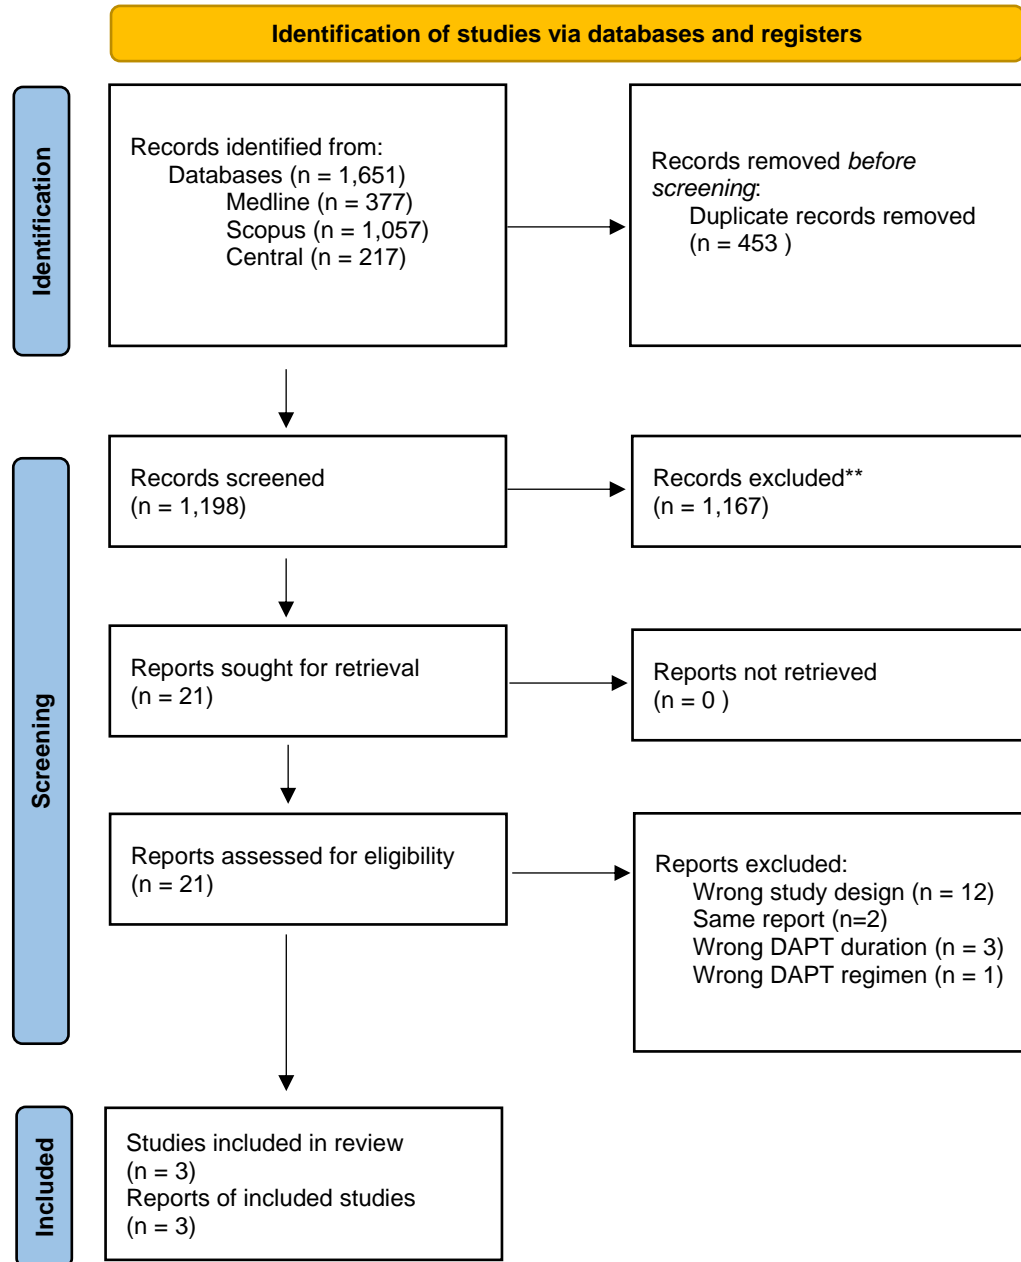 Identification of studies via databases and registers
Identification
Records identified from:
Databases (n = 1,651)
Medline (n = 377)
Scopus (n = 1,057)
Central (n = 217)
Records removed before
screening:
Duplicate records removed
(n = 453 )
Screening
Records screened
(n = 1,198)
Records excluded**
(n = 1,167)
Reports sought for retrieval
(n = 21)
Reports not retrieved
(n = 0 )
Reports assessed for eligibility
(n = 21)
Reports excluded:
Wrong study design (n = 12)
Same report (n=2)
Wrong DAPT duration (n = 3)
Wrong DAPT regimen (n = 1)
Included
Studies included in review
(n = 3)
Reports of included studies
(n = 3)